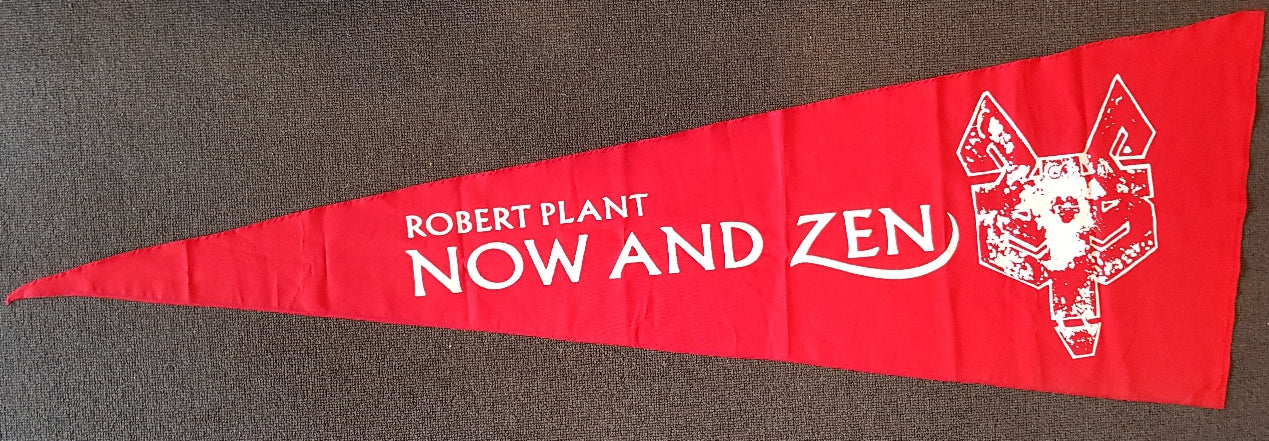 ROBERT PLANT
NOW AND ZEN